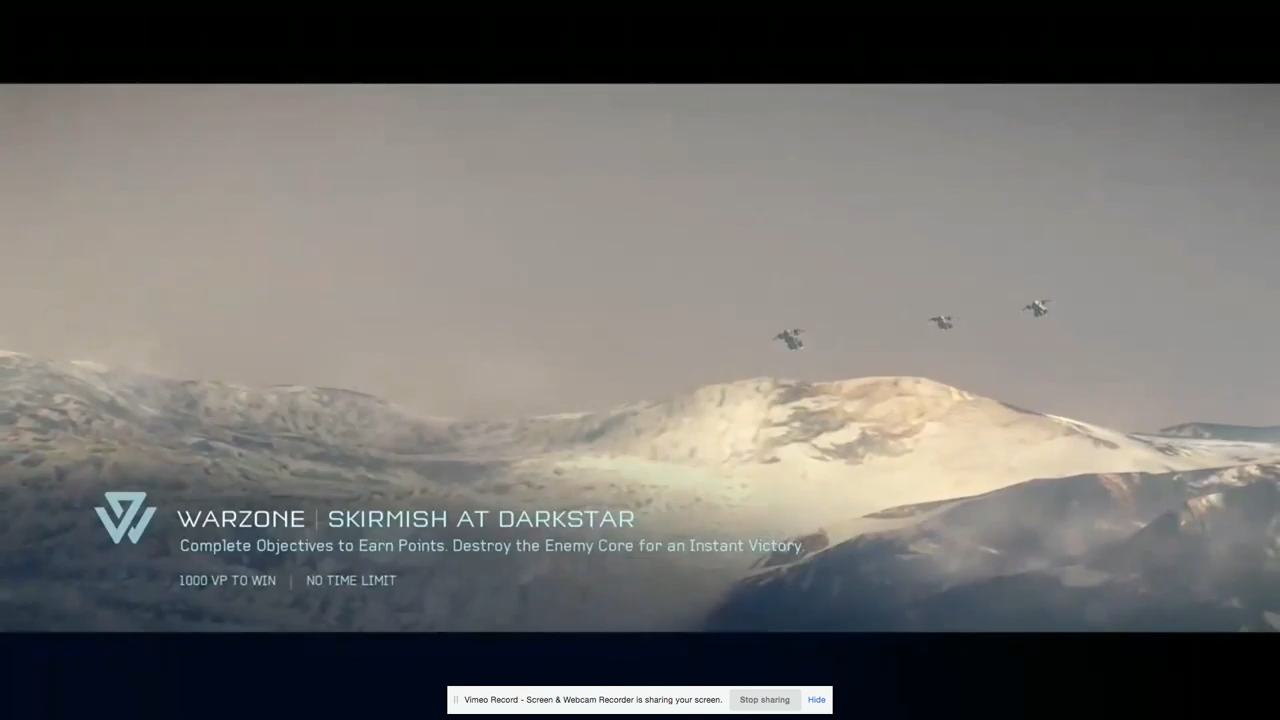 WARZONE | SKIRMISH AT DARKSTAR
Complete Objectives to Earn Points. Destroy the Enemy Core for an Instant Victory.
1000 VP TO WIN | NO TIME LIMIT
Vimeo Record - Screen & Webcam Recorder is sharing your screen. Stop sharing Hide